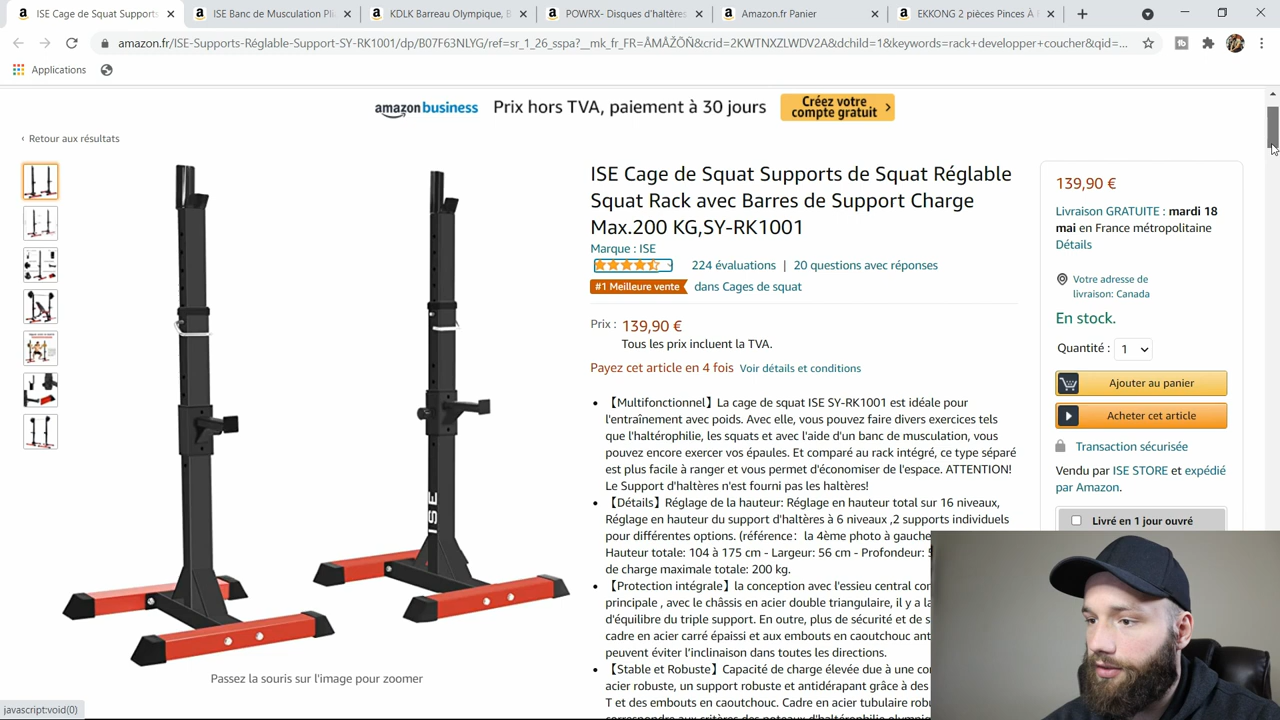 ISE Cage de Squat Supports
ISE Banc de Musculation Pli
KDLK Barreau Olympique, B
POWRX- Disques d'haltères
Amazon.fr Panier
EKKONG 2 pièces Pinces À E
amazon.fr/ISE-Supports-Réglable-Support-SY-RK1001/dp/B07F63NLYG/ref=sr_1_26_sspa?__mk_fr_FR=ÅMÅŽÕÑ&crid=2KWTNXZLWDV2A&dchild=1&keywords=rack+developper+coucher&qid=...
Applications
amazon business
Prix hors TVA, paiement à 30 jours
Créez votre
compte gratuit
‹ Retour aux résultats
ISE Cage de Squat Supports de Squat Réglable
Squat Rack avec Barres de Support Charge
Max.200 KG,SY-RK1001
Marque : ISE
224 évaluations | 20 questions avec réponses
#1 Meilleure vente dans Cages de squat
Prix : 139,90 €
Tous les prix incluent la TVA.
Payez cet article en 4 fois Voir détails et conditions
• 【Multifonctionnel】La cage de squat ISE SY-RK1001 est idéale pour
l'entraînement avec poids. Avec elle, vous pouvez faire divers exercices tels
que l'haltérophilie, les squats et avec l'aide d'un banc de musculation, vous
pouvez encore exercer vos épaules. Et comparé au rack intégré, ce type séparé
est plus facile à ranger et vous permet d'économiser de l'espace. ATTENTION!
Le Support d'haltères n'est fourni pas les haltères!
• 【Détails】Réglage de la hauteur: Réglage en hauteur total sur 16 niveaux,
Réglage en hauteur du support d'haltères à 6 niveaux ,2 supports individuels
pour différentes options. (référence: la 4ème photo à gauche
Hauteur totale: 104 à 175 cm - Largeur: 56 cm - Profondeur:
de charge maximale totale: 200 kg.
• 【Protection intégrale】la conception avec l'essieu central
principale , avec le châssis en acier double triangulaire, il y a
d'équilibre du triple support. En outre, plus de sécurité et de
cadre en acier carré épaissi et aux embouts en caoutchouc
peuvent éviter l'inclinaison dans toutes les directions.
• 【Stable et Robuste】Capacité de charge élevée due à une
acier robuste, un support robuste et antidérapant grâce à des
T et des embouts en caoutchouc. Cadre en acier tubulaire
139,90 €
Livraison GRATUITE : mardi 18
mai en France métropolitaine
Détails
Votre adresse de
livraison: Canada
En stock.
Quantité : 1
Ajouter au panier
Acheter cet article
Transaction sécurisée
Vendu par ISE STORE et expédié
par Amazon.
Livré en 1 jour ouvré
ISE
Passez la souris sur l'image pour zoomer
javascript:void(0)